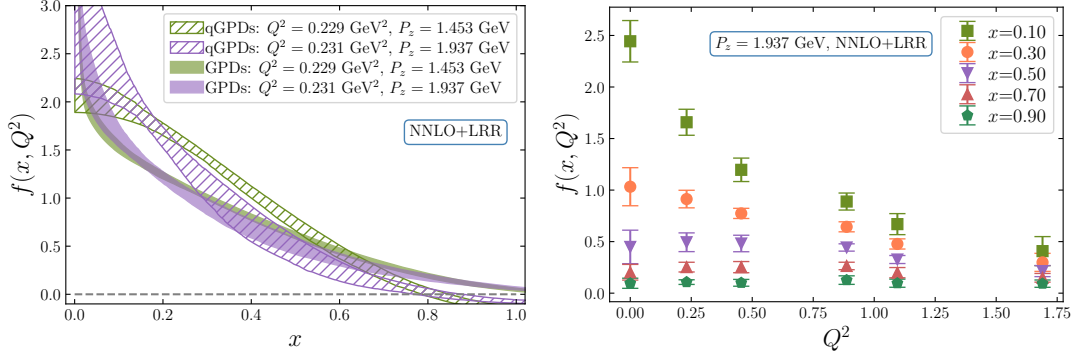 3.0
2.5
2.0
1.5
1.0
0.5
0.0
f(x, Q²)
qGPDs: Q² = 0.229 GeV², P_z = 1.453 GeV
qGPDs: Q² = 0.231 GeV², P_z = 1.937 GeV
GPDs: Q² = 0.229 GeV², P_z = 1.453 GeV
GPDs: Q² = 0.231 GeV², P_z = 1.937 GeV
NNLO+LRR
0.0 0.2 0.4 0.6 0.8 1.0
x
2.5
2.0
1.5
1.0
0.5
0.0
f(x, Q²)
P_z = 1.937 GeV, NNLO+LRR
x=0.10
x=0.30
x=0.50
x=0.70
x=0.90
0.00 0.25 0.50 0.75 1.00 1.25 1.50 1.75
Q²